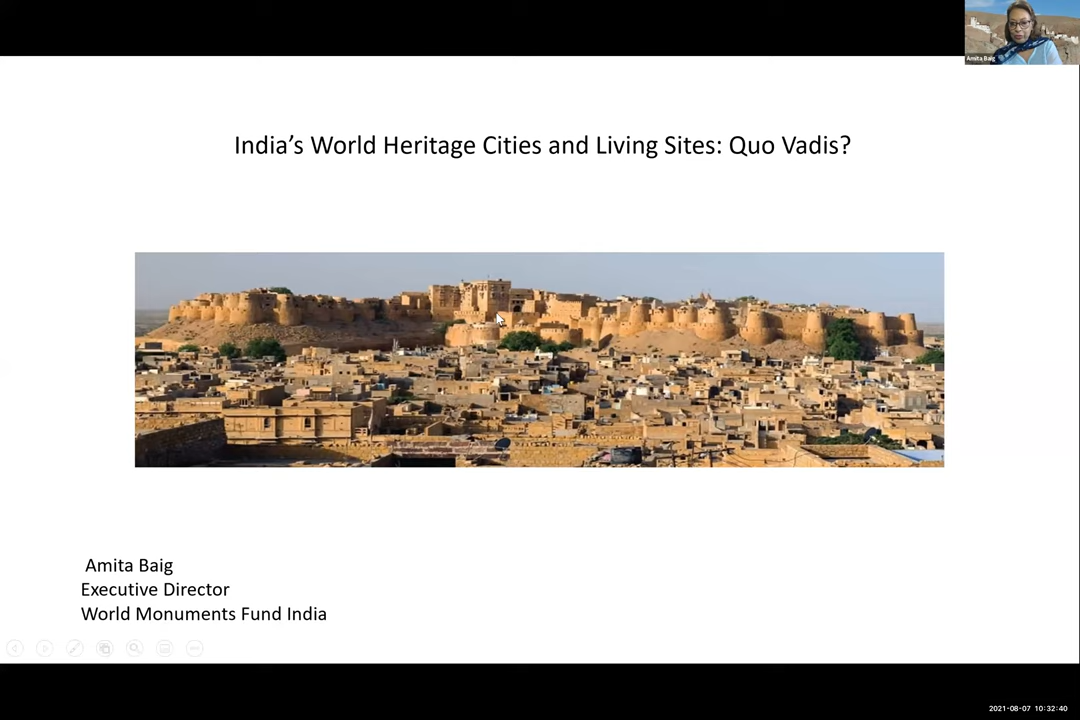 Amita Baig
India’s World Heritage Cities and Living Sites: Quo Vadis?
Amita Baig
Executive Director
World Monuments Fund India
2021-08-07 10:32:40